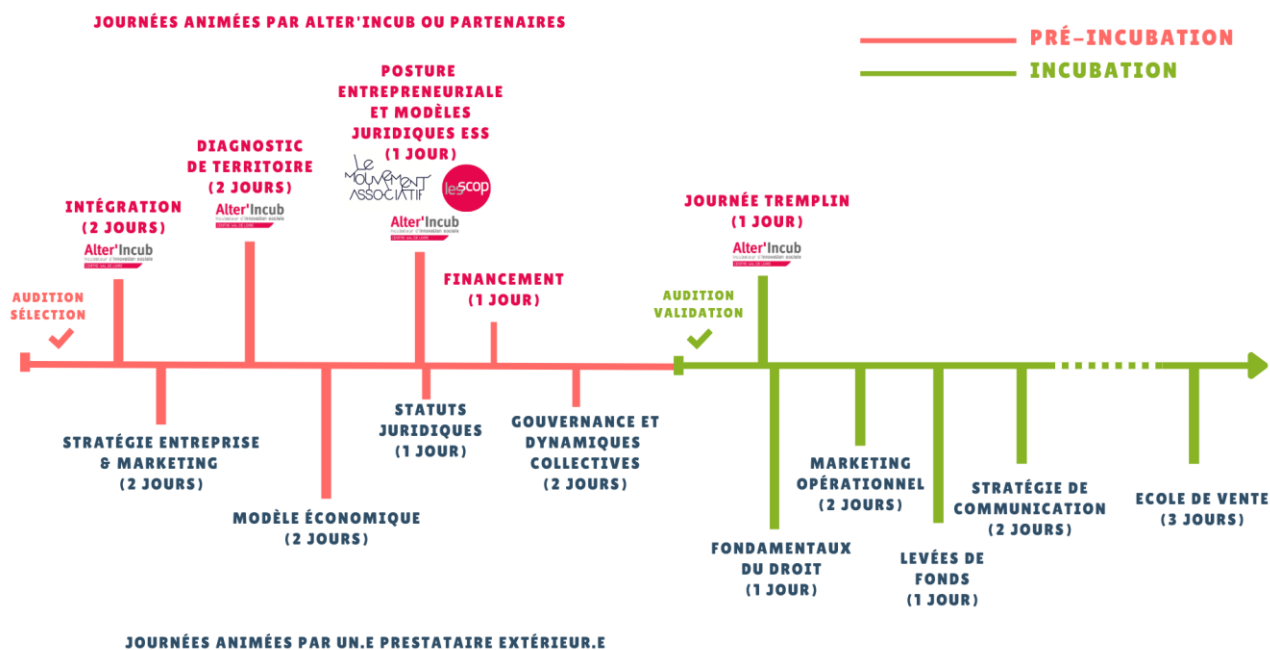 JOURNÉES ANIMÉES PAR ALTER'INCUB OU PARTENAIRES
PRÉ-INCUBATION
INCUBATION
POSTURE
ENTREPRENEURIALE
ET MODÈLES
JURIDIQUES ESS
(1 JOUR)
Le
MOUVEMENT
ASSOCIATIF
lesscop
Alter'Incub
DIAGNOSTIC
DE TERRITOIRE
(2 JOURS)
Alter'Incub
INTÉGRATION
(2 JOURS)
Alter'Incub
FINANCEMENT
(1 JOUR)
AUDITION
SÉLECTION
JOURNÉE TREMPLIN
(1 JOUR)
Alter'Incub
AUDITION
VALIDATION
STRATÉGIE ENTREPRISE
& MARKETING
(2 JOURS)
MODÈLE ÉCONOMIQUE
(2 JOURS)
STATUTS
JURIDIQUES
(1 JOUR)
GOUVERNANCE ET
DYNAMIQUES
COLLECTIVES
(2 JOURS)
FONDAMENTAUX
DU DROIT
(1 JOUR)
MARKETING
OPÉRATIONNEL
(2 JOURS)
LEVÉES DE
FONDS
(1 JOUR)
STRATÉGIE DE
COMMUNICATION
(2 JOURS)
ECOLE DE VENTE
(3 JOURS)
JOURNÉES ANIMÉES PAR UN.E PRESTATAIRE EXTÉRIEUR.E